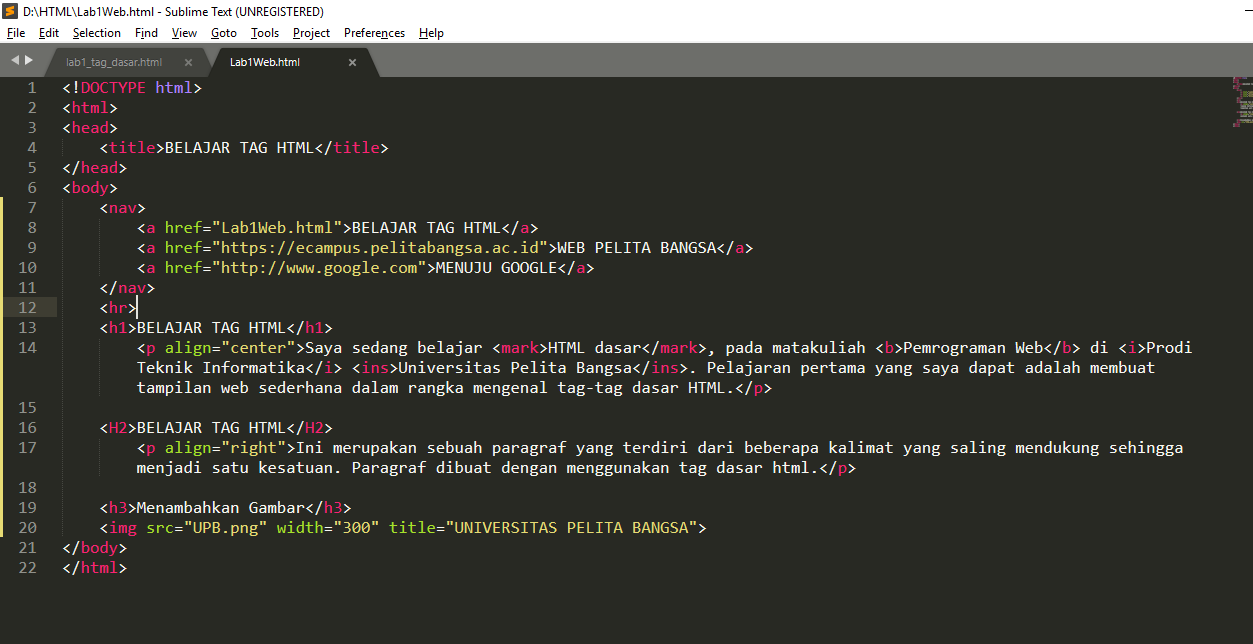 D:\HTML\Lab1Web.html - Sublime Text (UNREGISTERED)
File Edit Selection Find View Goto Tools Project Preferences Help
lab1_tag_dasar.html × Lab1Web.html ×
1 <!DOCTYPE html>
2 <html>
3 <head>
4 <title>BELAJAR TAG HTML</title>
5 </head>
6 <body>
7 <nav>
8 <a href="Lab1Web.html">BELAJAR TAG HTML</a>
9 <a href="https://ecampus.pelitabangsa.ac.id">WEB PELITA BANGSA</a>
10 <a href="http://www.google.com">MENUJU GOOGLE</a>
11 </nav>
12 <hr>
13 <h1>BELAJAR TAG HTML</h1>
14 <p align="center">Saya sedang belajar <mark>HTML dasar</mark>, pada matakuliah <b>Pemrograman Web</b> di <i>Prodi
Teknik Informatika</i> <ins>Universitas Pelita Bangsa</ins>. Pelajaran pertama yang saya dapat adalah membuat
tampilan web sederhana dalam rangka mengenal tag-tag dasar HTML.</p>
15
16 <H2>BELAJAR TAG HTML</H2>
17 <p align="right">Ini merupakan sebuah paragraf yang terdiri dari beberapa kalimat yang saling mendukung sehingga
menjadi satu kesatuan. Paragraf dibuat dengan menggunakan tag dasar html.</p>
18
19 <h3>Menambahkan Gambar</h3>
20 <img src="UPB.png" width="300" title="UNIVERSITAS PELITA BANGSA">
21 </body>
22 </html>